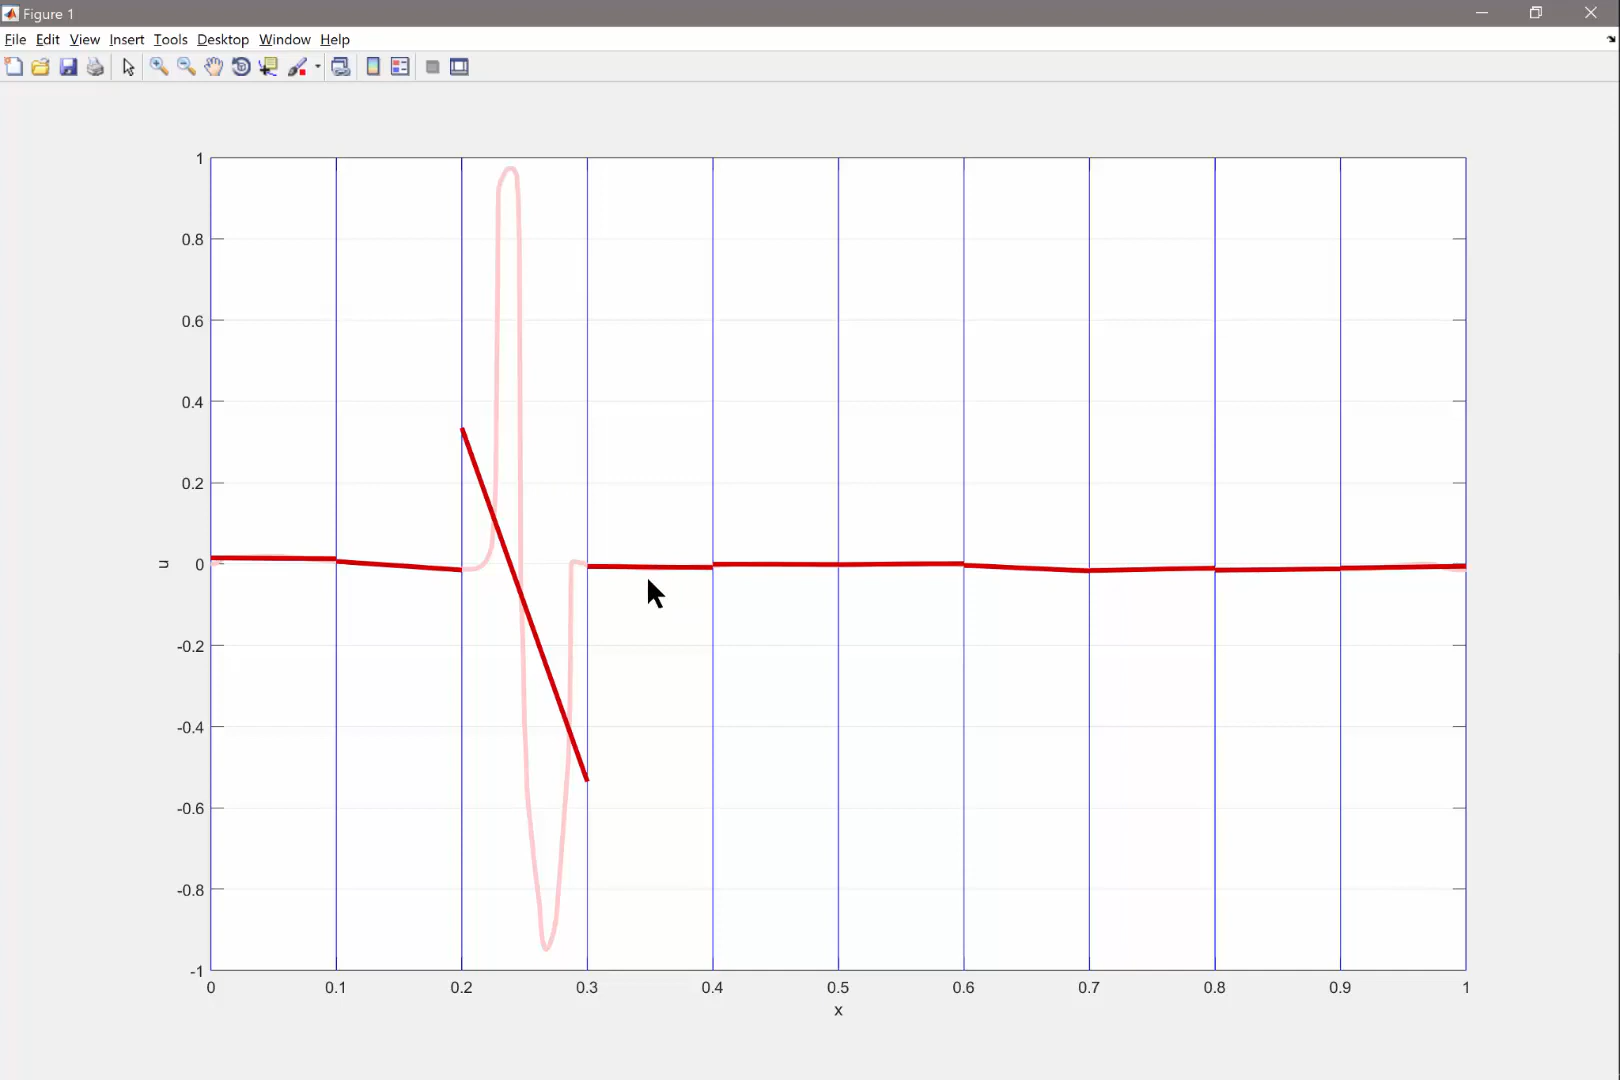 Figure 1
File Edit View Insert Tools Desktop Window Help
1
0.8
0.6
0.4
0.2
0
-0.2
-0.4
-0.6
-0.8
-1
u
0 0.1 0.2 0.3 0.4 0.5 0.6 0.7 0.8 0.9 1
x